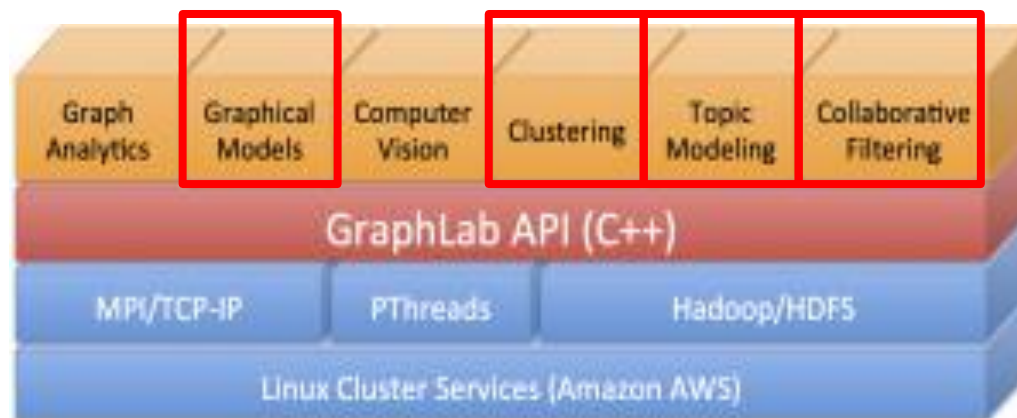 Graph
Analytics
Graphical
Models
Computer
Vision
Clustering
Topic
Modeling
Collaborative
Filtering
GraphLab API (C++)
MPI/TCP-IP
PThreads
Hadoop/HDFS
Linux Cluster Services (Amazon AWS)